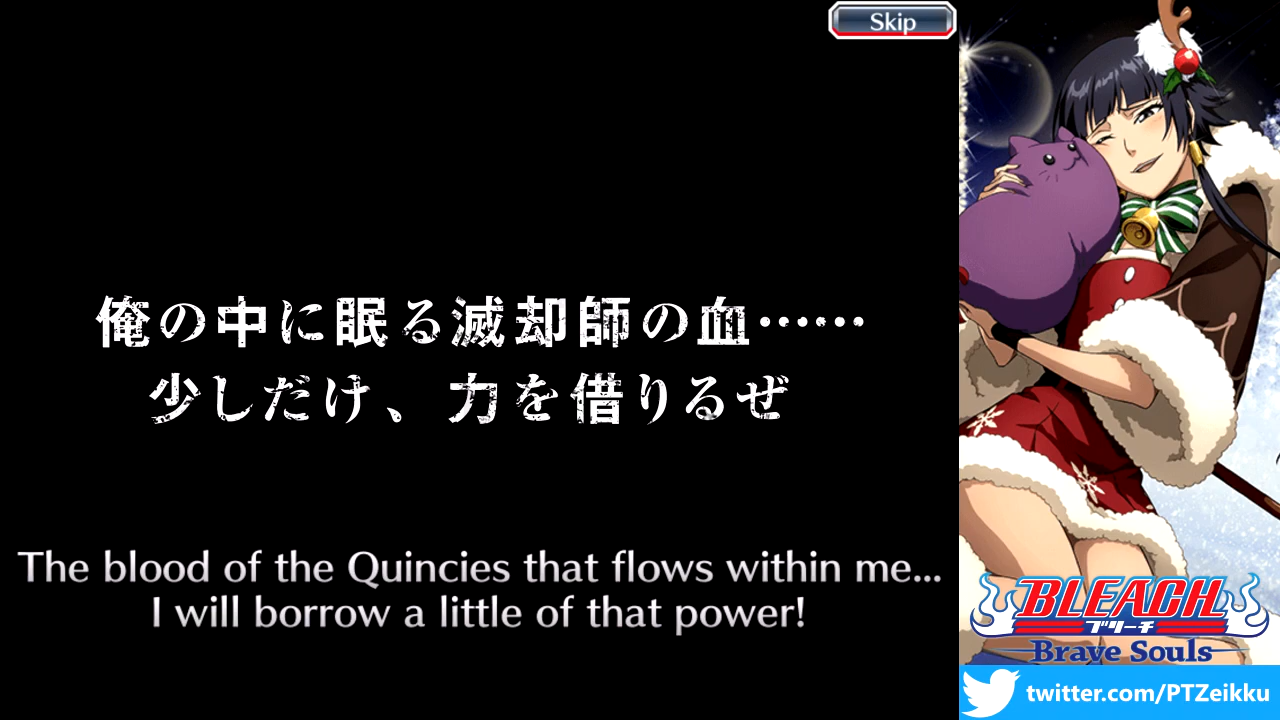 Skip
俺の中に眠る滅却師の血……
少しだけ、力を借りるぜ
The blood of the Quincies that flows within me...
I will borrow a little of that power!
BLEACH
ブリーチ
Brave Souls
twitter.com/PTZeikku